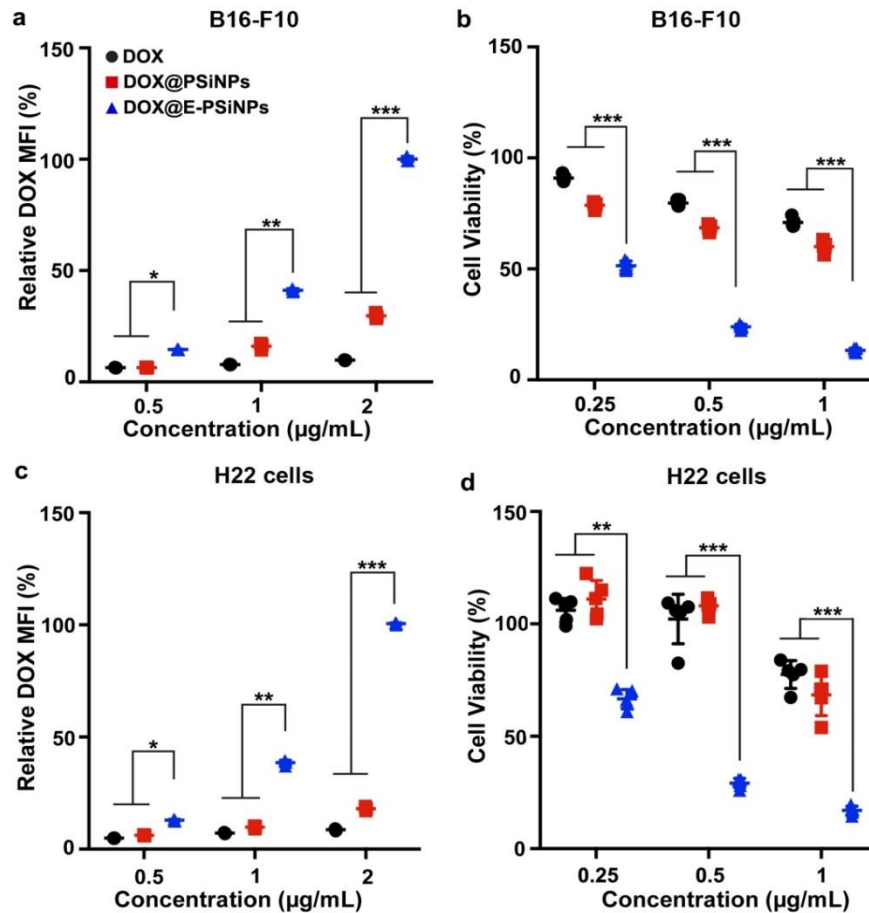 a
B16-F10
Relative DOX MFI (%)
150
100
50
0
DOX
DOX@PSiNPs
DOX@E-PSiNPs
*
**
***
0.5
1
2
Concentration (µg/mL)
b
B16-F10
Cell Viability (%)
150
100
50
0
***
***
***
0.25
0.5
1
Concentration (µg/mL)
c
H22 cells
Relative DOX MFI (%)
150
100
50
0
*
**
***
0.5
1
2
Concentration (µg/mL)
d
H22 cells
Cell Viability (%)
150
100
50
0
**
***
***
0.25
0.5
1
Concentration (µg/mL)